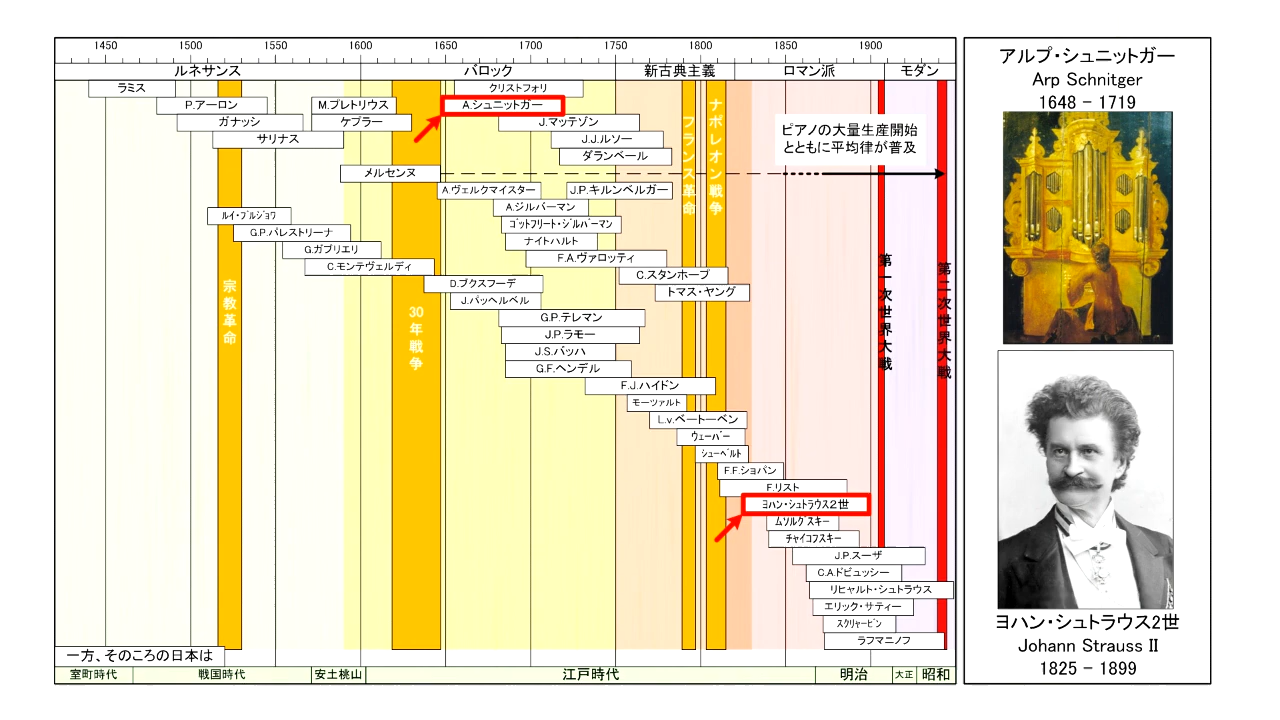 1450 1500 1550 1600 1650 1700 1750 1800 1850 1900
ルネサンス バロック 新古典主義 ロマン派 モダン
ラミス クリストフォリ
P.アーロン M.プレトリウス A.シュニットガー
ガナッシ ケプラー J.マッテゾン
サリナス J.J.ルソー
ダランベール
メルセンヌ
A.ヴェルクマイスター J.P.キルンベルガー
A.ジルバーマン
ルイ・ブルジョワ ゴットフリート・ジルバーマン
G.P.パレストリーナ ナイトハルト
G.ガブリエリ F.A.ヴァロッティ
C.モンテヴェルディ C.スタンホープ
D.ブクスフーデ トマス・ヤング
J.パッヘルベル
G.P.テレマン
J.P.ラモー
J.S.バッハ
G.F.ヘンデル
F.J.ハイドン
モーツァルト
L.v.ベートーベン
ウェーバー
シューベルト
F.F.ショパン
F.リスト
ヨハン・シュトラウス2世
ムソルグスキー
チャイコフスキー
J.P.スーザ
C.A.ドビュッシー
リヒャルト・シュトラウス
エリック・サティー
スクリャービン
ラフマニノフ
宗教革命
30年戦争
フランス革命
ナポレオン戦争
第一次世界大戦
第二次世界大戦
ピアノの大量生産開始
とともに平均律が普及
一方、そのころの日本は
室町時代 戦国時代 安土桃山 江戸時代 明治 大正 昭和
アルプ・シュニットガー
Arp Schnitger
1648 − 1719
ヨハン・シュトラウス2世
Johann Strauss II
1825 − 1899